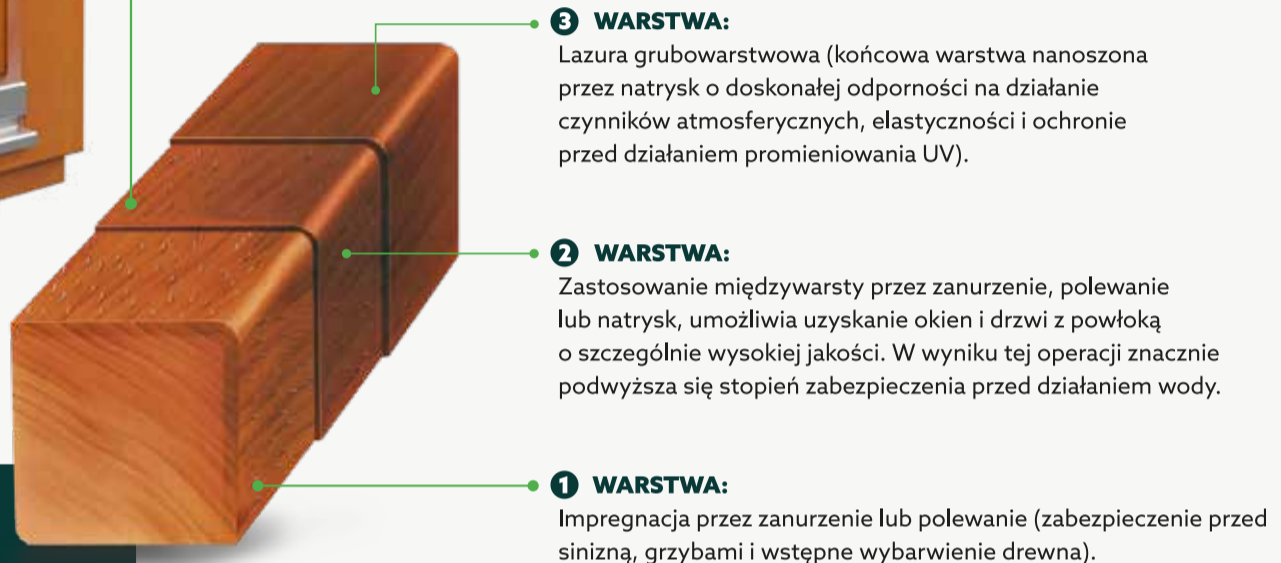 3 WARSTWA:
Lazura grubowarstwowa (końcowa warstwa nanoszona
przez natrysk o doskonałej odporności na działanie
czynników atmosferycznych, elastyczności i ochronie
przed działaniem promieniowania UV).
2 WARSTWA:
Zastosowanie międzywarsty przez zanurzenie, polewanie
lub natrysk, umożliwia uzyskanie okien i drzwi z powłoką
o szczególnie wysokiej jakości. W wyniku tej operacji znacznie
podwyższa się stopień zabezpieczenia przed działaniem wody.
1 WARSTWA:
Impregnacja przez zanurzenie lub polewanie (zabezpieczenie przed
sinizną, grzybami i wstępne wybarwienie drewna).